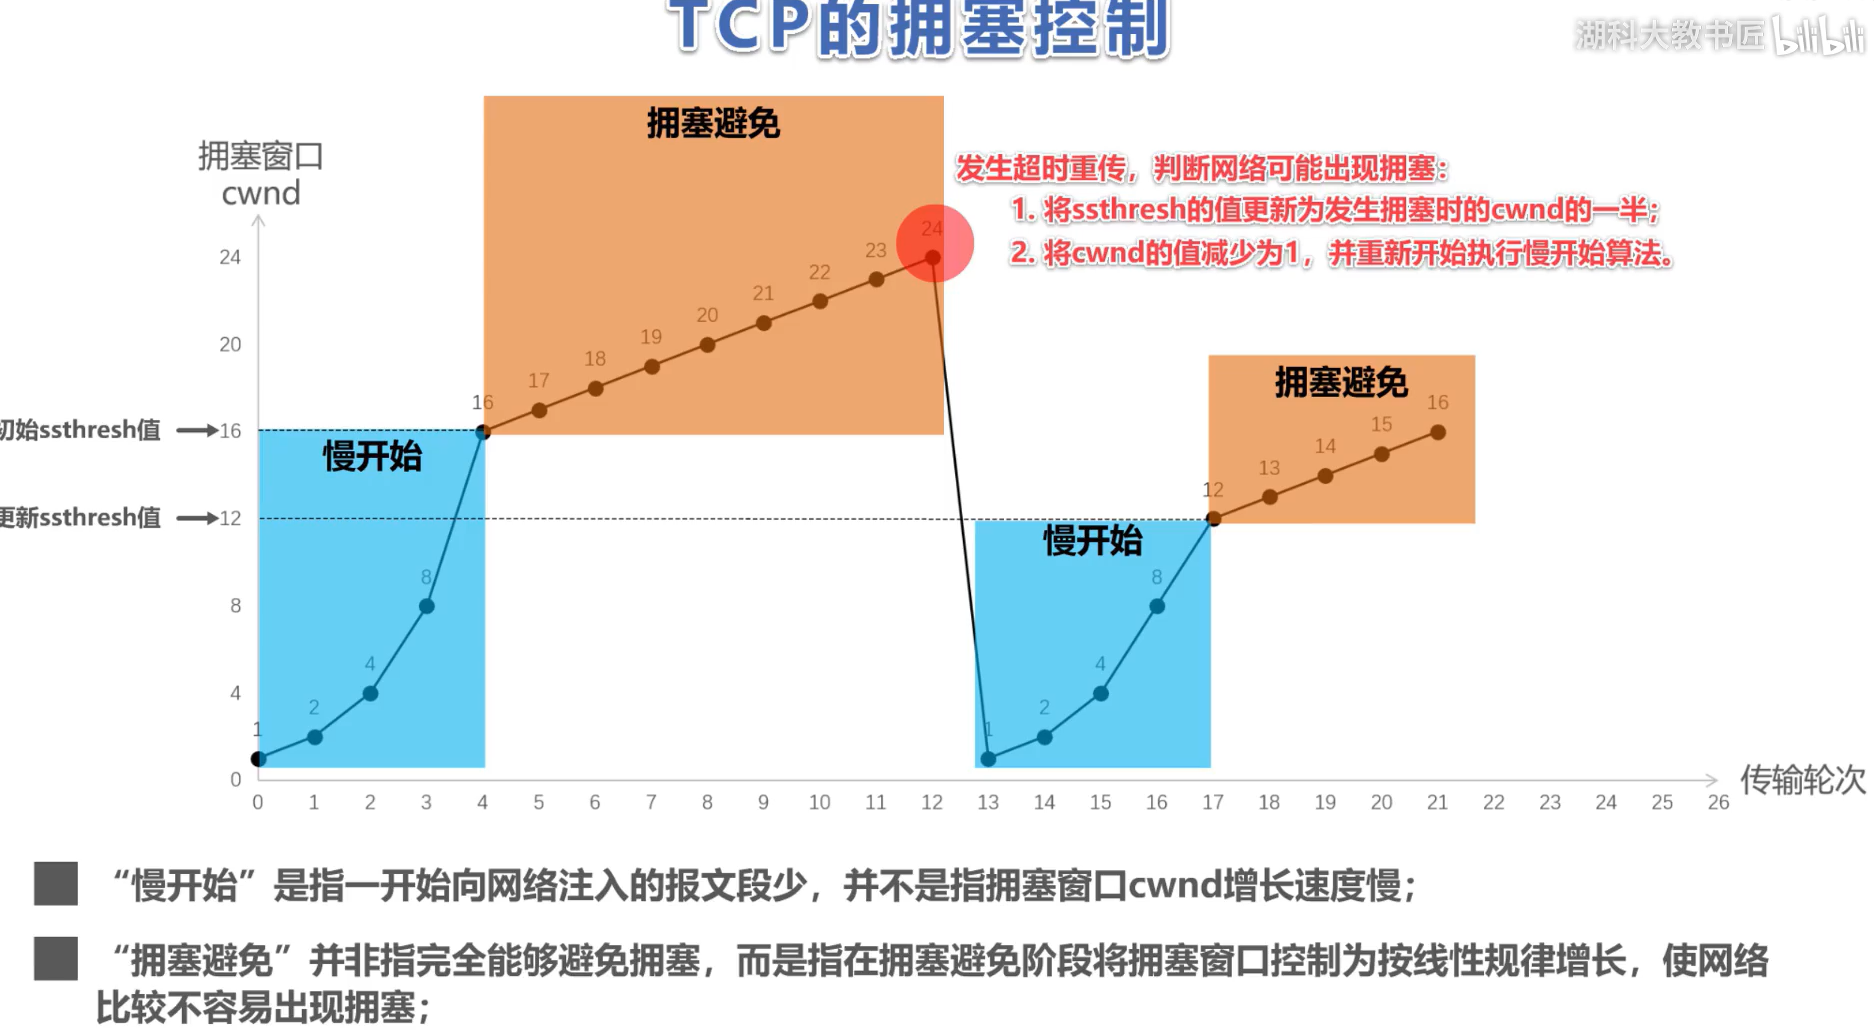 TCP的拥塞控制
湖科大教书匠 bilibili
拥塞避免
拥塞窗口
cwnd
发生超时重传，判断网络可能出现拥塞：
1. 将ssthresh的值更新为发生拥塞时的cwnd的一半；
2. 将cwnd的值减少为1，并重新开始执行慢开始算法。
24
20
初始ssthresh值
16
更新ssthresh值
12
8
4
0
慢开始
1
2
4
8
16
17
18
19
20
21
22
23
24
慢开始
1
2
4
8
12
拥塞避免
13
14
15
16
0 1 2 3 4 5 6 7 8 9 10 11 12 13 14 15 16 17 18 19 20 21 22 23 24 25 26
传输轮次
“慢开始”是指一开始向网络注入的报文段少，并不是指拥塞窗口cwnd增长速度慢；
“拥塞避免”并非指完全能够避免拥塞，而是指在拥塞避免阶段将拥塞窗口控制为按线性规律增长，使网络
比较不容易出现拥塞；